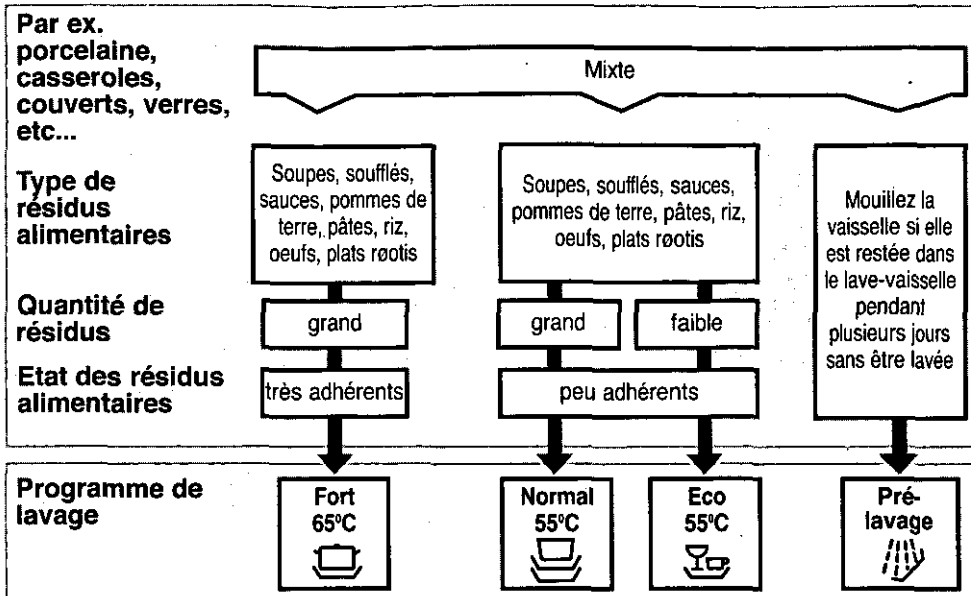 Par ex.
porcelaine,
casseroles,
couverts, verres,
etc...
Mixte
Type de
résidus
alimentaires
Soupes, soufflés,
sauces, pommes de
terre, pâtes, riz,
oeufs, plats røotis
Soupes, soufflés, sauces,
pommes de terre, pâtes, riz,
oeufs, plats røotis
Mouillez la
vaisselle si elle
est restée dans
le lave-vaisselle
pendant
plusieurs jours
sans être lavée
Quantité de
résidus
grand
grand
faible
Etat des résidus
alimentaires
très adhérents
peu adhérents
Programme de
lavage
Fort
65ºC
Normal
55ºC
Eco
55ºC
Pré-
lavage